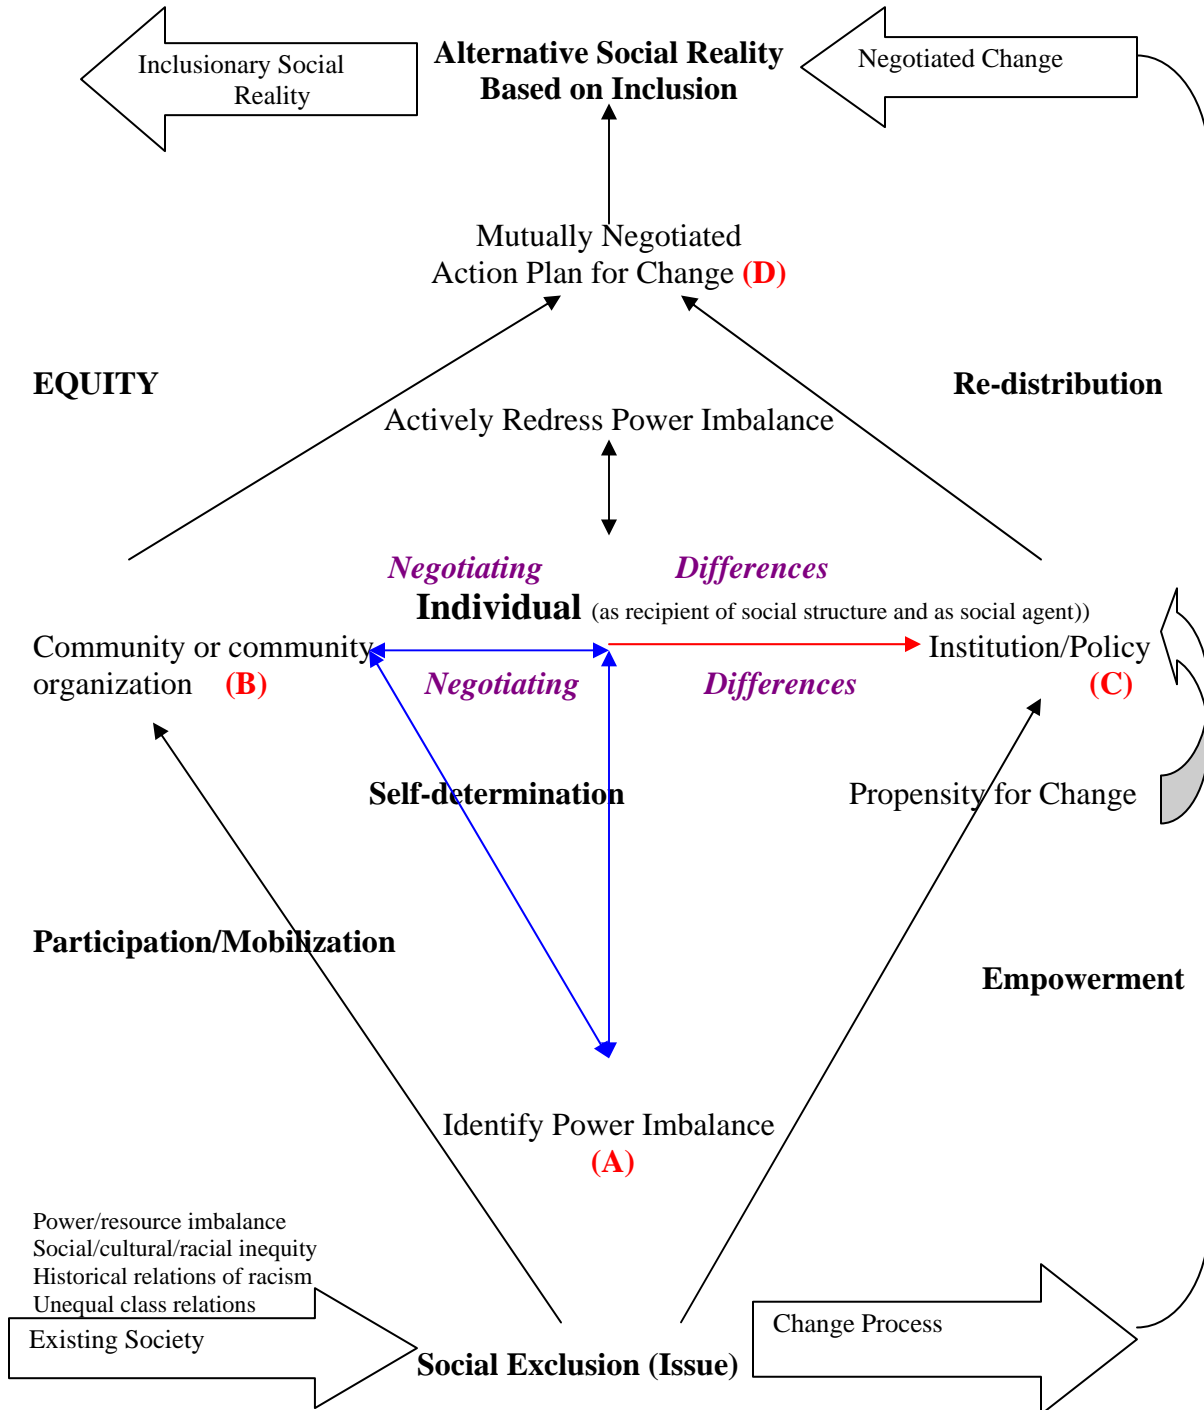 Inclusionary Social
Reality
Alternative Social Reality
Based on Inclusion
Negotiated Change
Mutually Negotiated
Action Plan for Change (D)
EQUITY
Re-distribution
Actively Redress Power Imbalance
Negotiating Differences
Individual (as recipient of social structure and as social agent))
Community or community
organization (B)
Institution/Policy
(C)
Negotiating Differences
Self-determination
Propensity for Change
Participation/Mobilization
Empowerment
Identify Power Imbalance
(A)
Power/resource imbalance
Social/cultural/racial inequity
Historical relations of racism
Unequal class relations
Existing Society
Social Exclusion (Issue)
Change Process